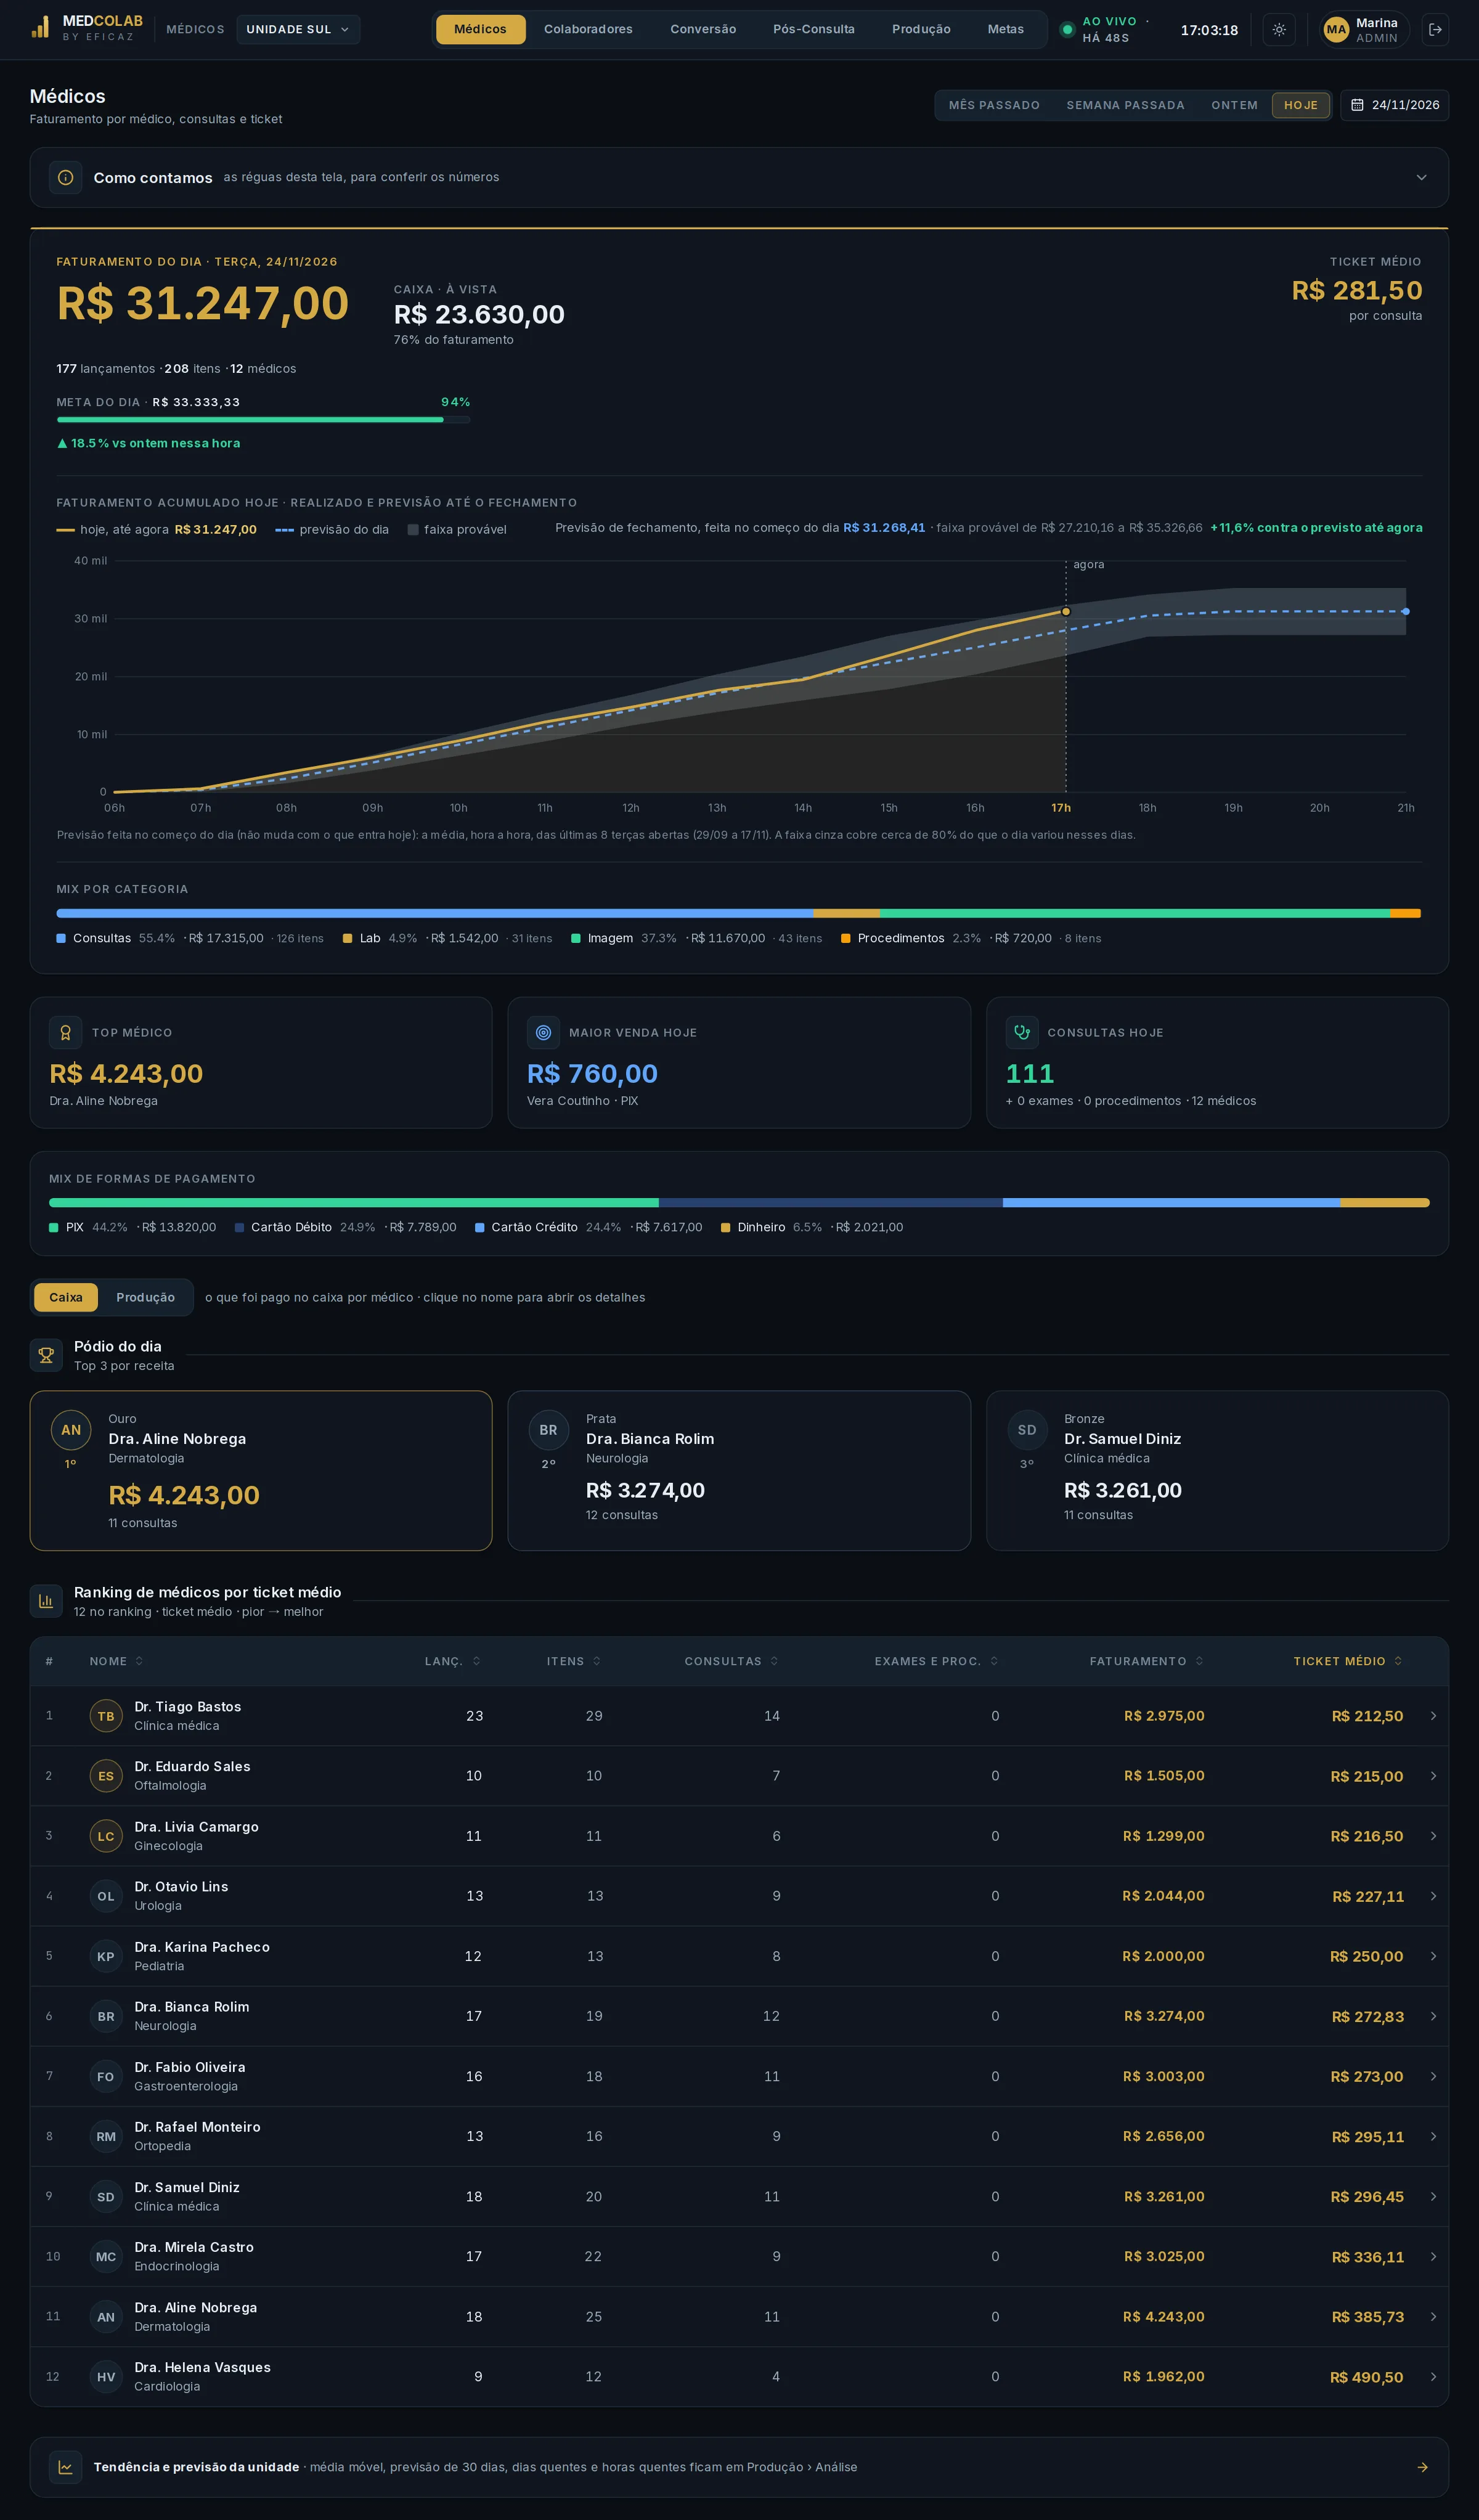 MEDCOLAB
BY EFICAZ
MÉDICOS
UNIDADE SUL
Médicos Colaboradores Conversão Pós-Consulta Produção Metas
AO VIVO ·
HÁ 48S
17:03:18
MA
Marina
ADMIN
Médicos
Faturamento por médico, consultas e ticket
MÊS PASSADO SEMANA PASSADA ONTEM HOJE
24/11/2026
Como contamos as réguas desta tela, para conferir os números
FATURAMENTO DO DIA · TERÇA, 24/11/2026
R$ 31.247,00
CAIXA · À VISTA
R$ 23.630,00
76% do faturamento
TICKET MÉDIO
R$ 281,50
por consulta
177 lançamentos · 208 itens · 12 médicos
META DO DIA · R$ 33.333,33 94%
▲ 18.5% vs ontem nessa hora
FATURAMENTO ACUMULADO HOJE · REALIZADO E PREVISÃO ATÉ O FECHAMENTO
hoje, até agora R$ 31.247,00 previsão do dia faixa provável
Previsão de fechamento, feita no começo do dia R$ 31.268,41 · faixa provável de R$ 27.210,16 a R$ 35.326,66 +11,6% contra o previsto até agora
40 mil
agora
30 mil
20 mil
10 mil
0
06h 07h 08h 09h 10h 11h 12h 13h 14h 15h 16h 17h 18h 19h 20h 21h
Previsão feita no começo do dia (não muda com o que entra hoje): a média, hora a hora, das últimas 8 terças abertas (29/09 a 17/11). A faixa cinza cobre cerca de 80% do que o dia variou nesses dias.
MIX POR CATEGORIA
Consultas 55.4% · R$ 17.315,00 · 126 itens Lab 4.9% · R$ 1.542,00 · 31 itens Imagem 37.3% · R$ 11.670,00 · 43 itens Procedimentos 2.3% · R$ 720,00 · 8 itens
TOP MÉDICO
R$ 4.243,00
Dra. Aline Nobrega
MAIOR VENDA HOJE
R$ 760,00
Vera Coutinho · PIX
CONSULTAS HOJE
111
+ 0 exames · 0 procedimentos · 12 médicos
MIX DE FORMAS DE PAGAMENTO
PIX 44.2% · R$ 13.820,00 Cartão Débito 24.9% · R$ 7.789,00 Cartão Crédito 24.4% · R$ 7.617,00 Dinheiro 6.5% · R$ 2.021,00
Caixa Produção o que foi pago no caixa por médico · clique no nome para abrir os detalhes
Pódio do dia
Top 3 por receita
AN
1º
Ouro
Dra. Aline Nobrega
Dermatologia
R$ 4.243,00
11 consultas
BR
2º
Prata
Dra. Bianca Rolim
Neurologia
R$ 3.274,00
12 consultas
SD
3º
Bronze
Dr. Samuel Diniz
Clínica médica
R$ 3.261,00
11 consultas
Ranking de médicos por ticket médio
12 no ranking · ticket médio · pior → melhor
# NOME LANÇ. ITENS CONSULTAS EXAMES E PROC. FATURAMENTO TICKET MÉDIO
1 TB Dr. Tiago Bastos 23 29 14 0 R$ 2.975,00 R$ 212,50
Clínica médica
2 ES Dr. Eduardo Sales 10 10 7 0 R$ 1.505,00 R$ 215,00
Oftalmologia
3 LC Dra. Livia Camargo 11 11 6 0 R$ 1.299,00 R$ 216,50
Ginecologia
4 OL Dr. Otavio Lins 13 13 9 0 R$ 2.044,00 R$ 227,11
Urologia
5 KP Dra. Karina Pacheco 12 13 8 0 R$ 2.000,00 R$ 250,00
Pediatria
6 BR Dra. Bianca Rolim 17 19 12 0 R$ 3.274,00 R$ 272,83
Neurologia
7 FO Dr. Fabio Oliveira 16 18 11 0 R$ 3.003,00 R$ 273,00
Gastroenterologia
8 RM Dr. Rafael Monteiro 13 16 9 0 R$ 2.656,00 R$ 295,11
Ortopedia
9 SD Dr. Samuel Diniz 18 20 11 0 R$ 3.261,00 R$ 296,45
Clínica médica
10 MC Dra. Mirela Castro 17 22 9 0 R$ 3.025,00 R$ 336,11
Endocrinologia
11 AN Dra. Aline Nobrega 18 25 11 0 R$ 4.243,00 R$ 385,73
Dermatologia
12 HV Dra. Helena Vasques 9 12 4 0 R$ 1.962,00 R$ 490,50
Cardiologia
Tendência e previsão da unidade · média móvel, previsão de 30 dias, dias quentes e horas quentes ficam em Produção › Análise